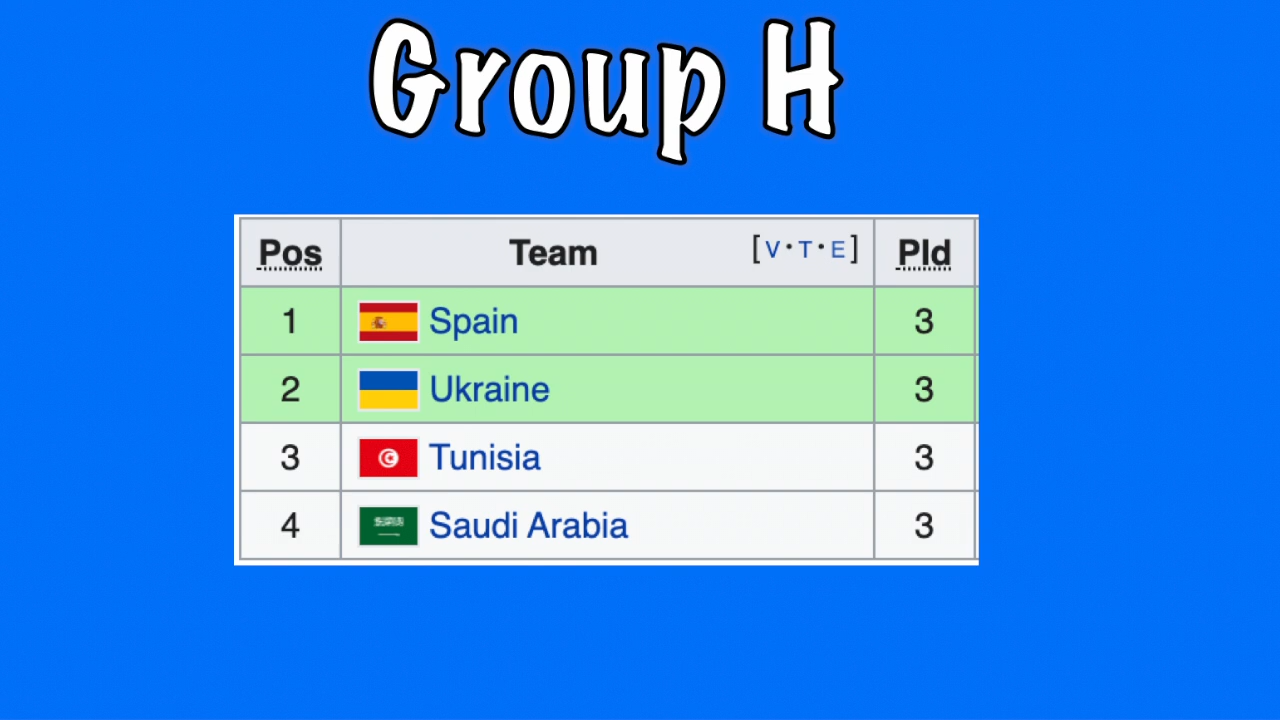 Group H
Pos Team [V•T•E] Pld
1 Spain 3
2 Ukraine 3
3 Tunisia 3
4 Saudi Arabia 3